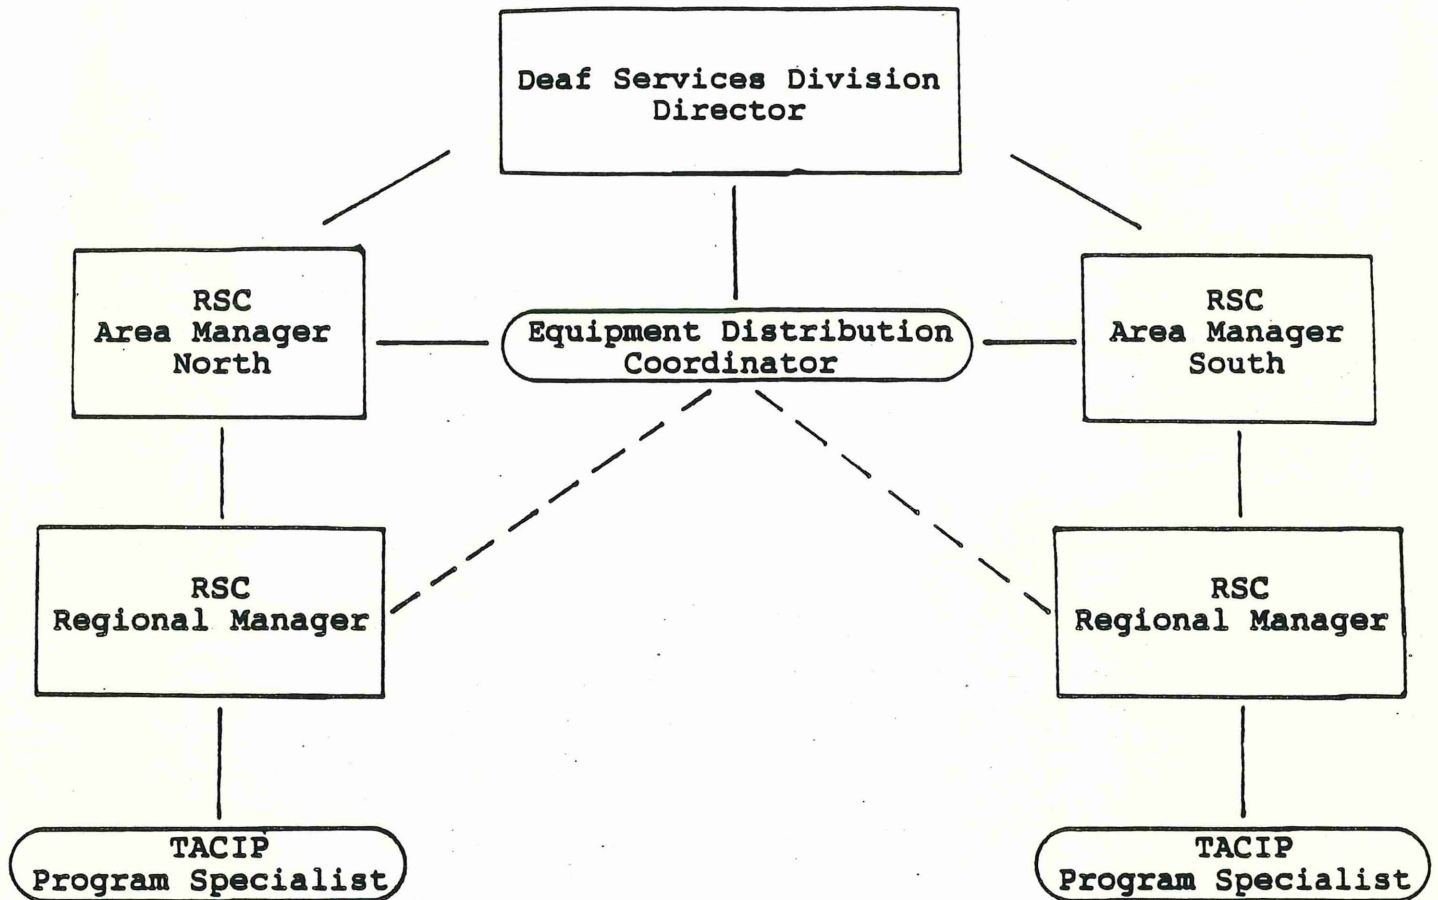 Deaf Services Division
Director
RSC
Area Manager
North
Equipment Distribution
Coordinator
RSC
Area Manager
South
RSC
Regional Manager
RSC
Regional Manager
TACIP
Program Specialist
TACIP
Program Specialist